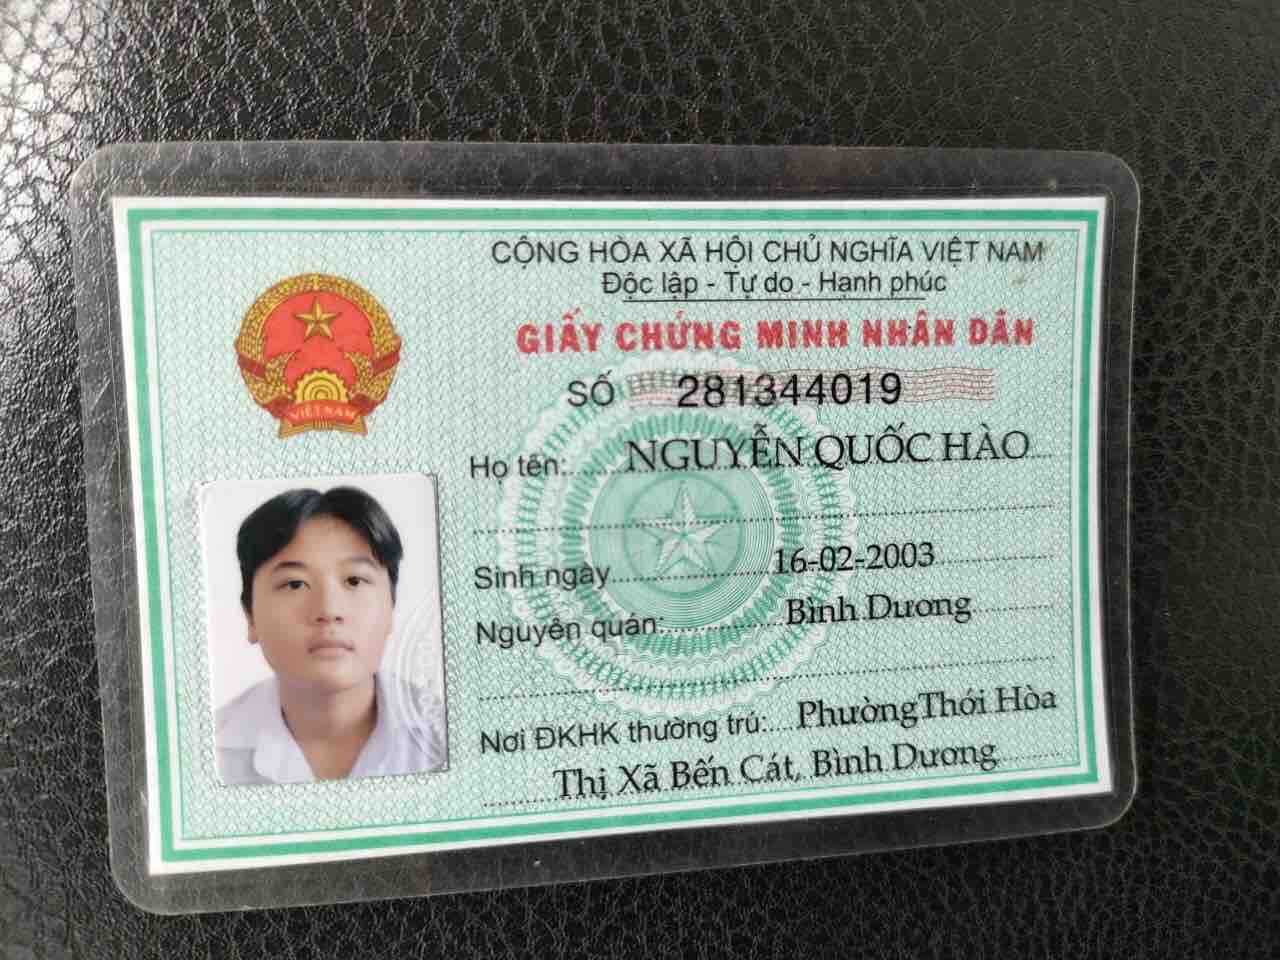 CỘNG HÒA XÃ HỘI CHỦ NGHĨA VIỆT NAM
Độc lập - Tự do - Hạnh phúc
GIẤY CHỨNG MINH NHÂN DÂN
SỐ 281344019
VIỆT NAM
Họ tên: NGUYỄN QUỐC HÀO
Sinh ngày 16-02-2003
Nguyên quán: Bình Dương
Nơi ĐKHK thường trú: Phường Thới Hòa
Thị Xã Bến Cát, Bình Dương